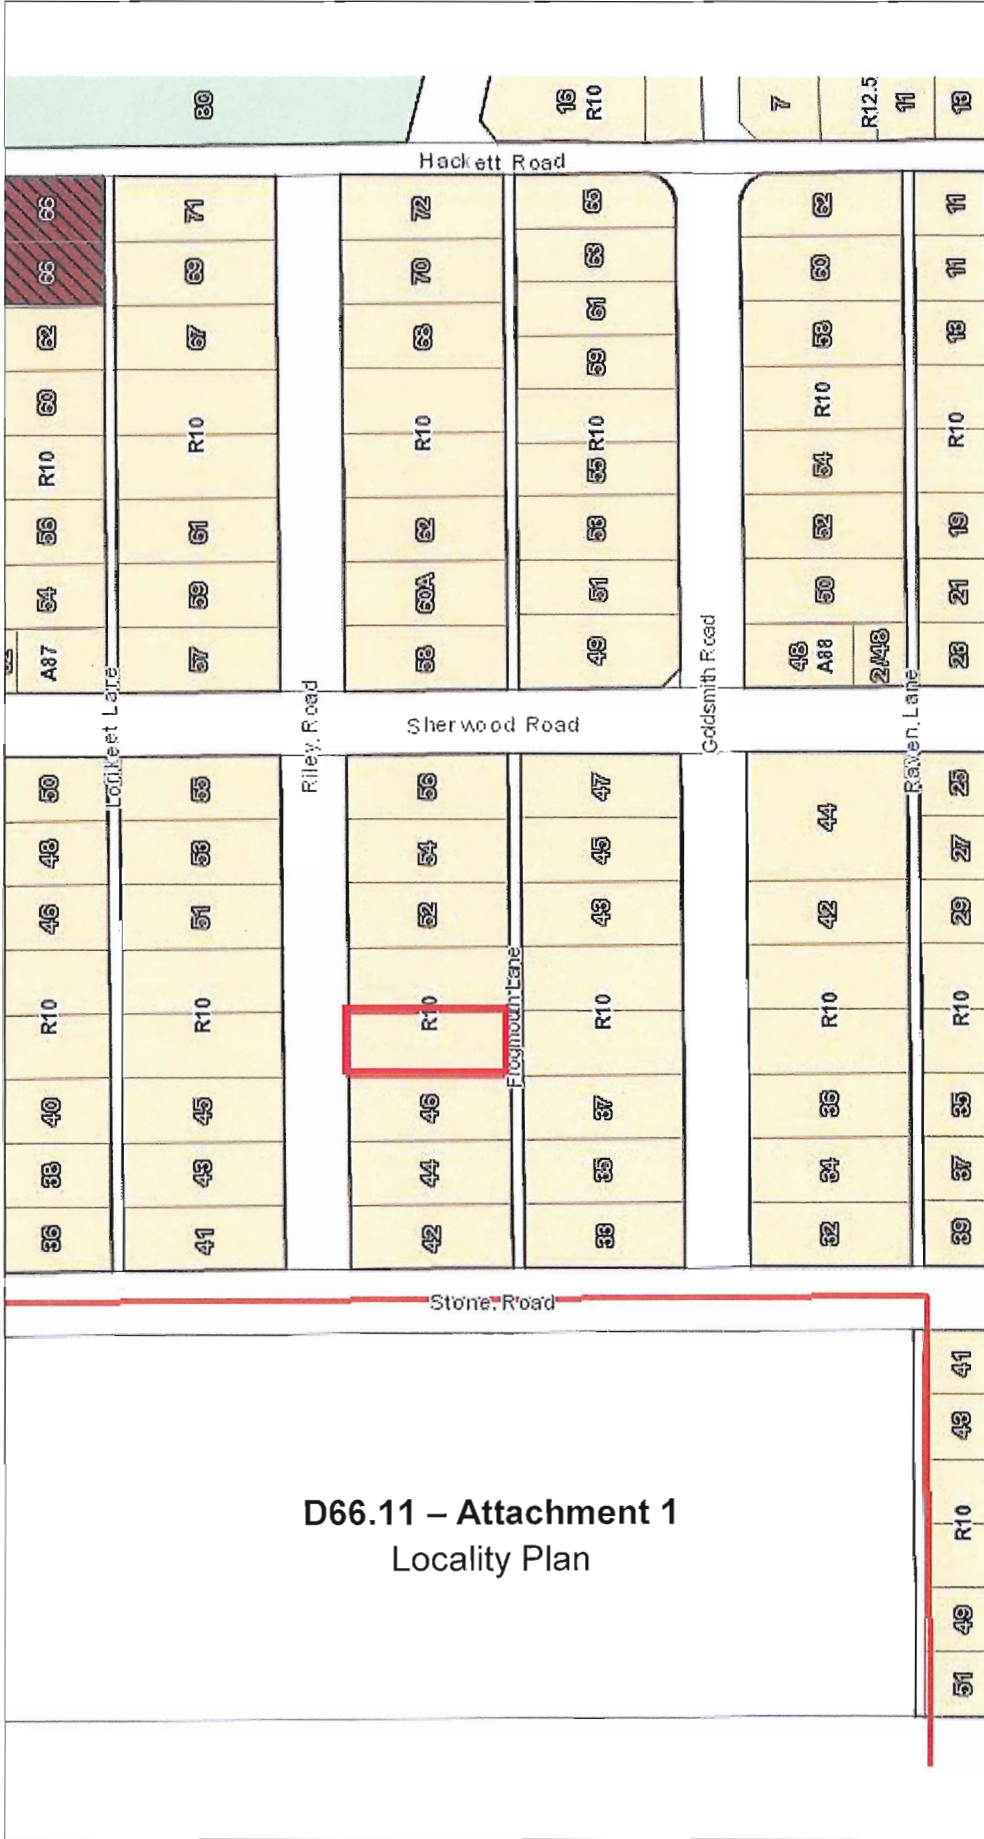 80
16
R10
7
R12.5
11
13
Hackett Road
66
71
72
65
62
11
66
69
70
63
60
11
62
67
68
61
58
13
60
59
R10
R10
R10
R10
R10
R10
55
54
56
61
62
53
52
19
54
59
60A
51
50
21
A87
57
58
49
48
A88
2/48
23
Lorikeet Lane
Riley Road
Sherwood Road
Goldsmith Road
Raven Lane
50
55
56
47
44
25
48
53
54
45
27
46
51
52
43
42
29
R10
R10
R10
Frogmouth Lane
R10
R10
R10
40
45
46
37
36
35
38
43
44
35
34
37
36
41
42
33
32
39
Stone Road
41
43
R10
49
51
D66.11 – Attachment 1
Locality Plan